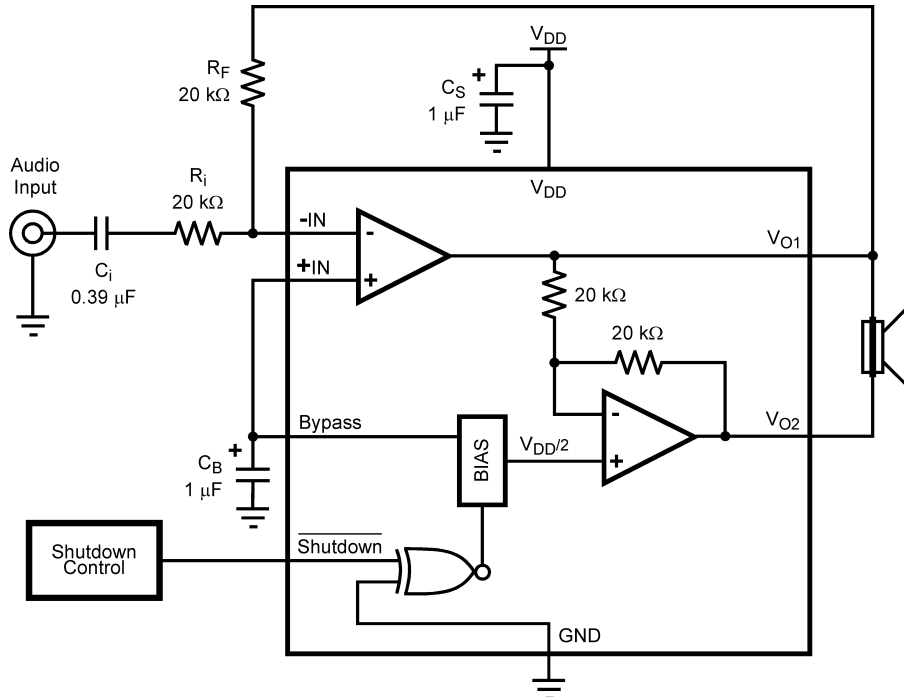 V_DD
R_F
20 kΩ
+
C_S
1 µF
Audio
Input
R_i
20 kΩ
V_DD
-IN
-
V_O1
+IN
+
C_i
0.39 µF
20 kΩ
20 kΩ
Bypass
-
V_O2
+
C_B
1 µF
BIAS
V_DD/2
+
Shutdown
Shutdown
Control
GND